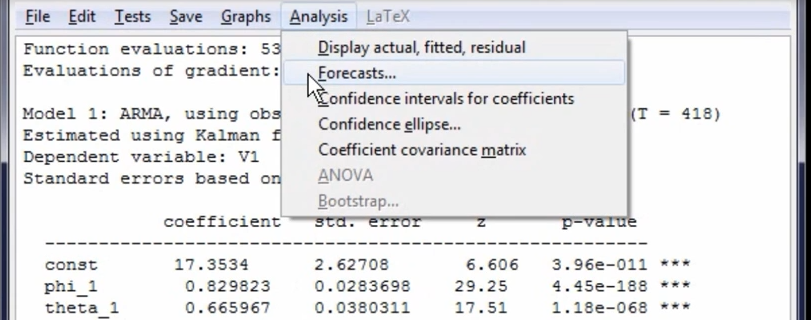 File Edit Tests Save Graphs Analysis LaTeX
Function evaluations: 53
Evaluations of gradient:
Display actual, fitted, residual
Forecasts...
Confidence intervals for coefficients
Confidence ellipse...
Coefficient covariance matrix
ANOVA
Bootstrap...
Model 1: ARMA, using obs (T = 418)
Estimated using Kalman f
Dependent variable: V1
Standard errors based on
coefficient std. error z p-value
const 17.3534 2.62708 6.606 3.96e-011 ***
phi_1 0.829823 0.0283698 29.25 4.45e-188 ***
theta_1 0.665967 0.0380311 17.51 1.18e-068 ***